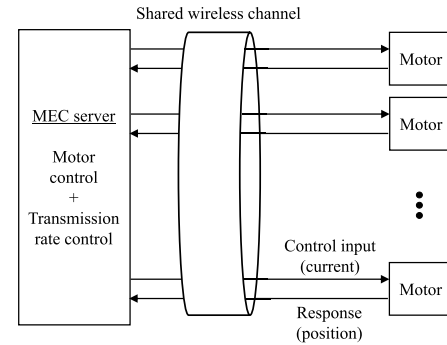 Shared wireless channel
MEC server
Motor
control
+
Transmission
rate control
Motor
Motor
Control input
(current)
Motor
Response
(position)